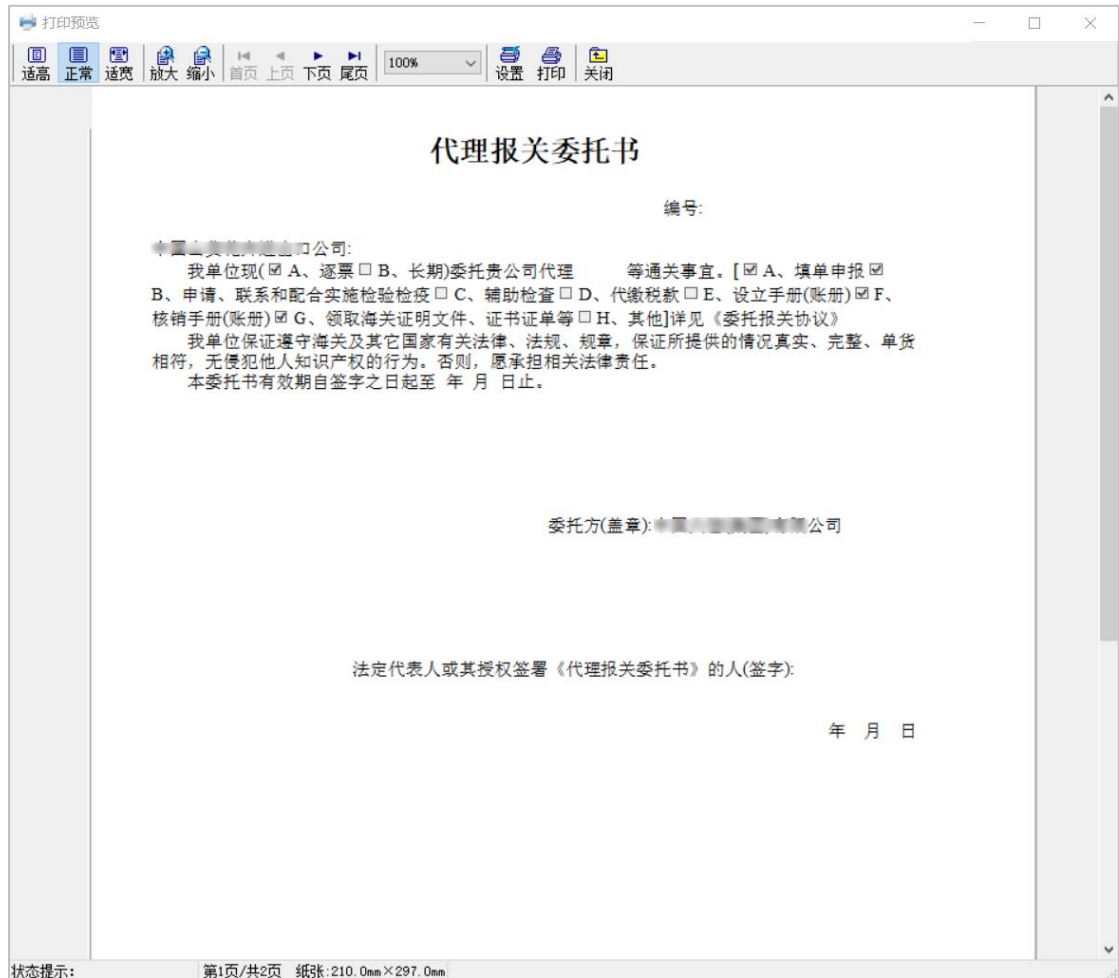 打印预览
适高 正常 适宽 放大 缩小 首页 上页 下页 尾页 100% 设置 打印 关闭
代理报关委托书
编号:
口公司:
我单位现(☑ A、逐票 □ B、长期)委托贵公司代理 等通关事宜。[ ☑ A、填单申报 ☑
B、申请、联系和配合实施检验检疫 □ C、辅助检查 □ D、代缴税款 □ E、设立手册(账册) ☑ F、
核销手册(账册) ☑ G、领取海关证明文件、证书证单等 □ H、其他]详见《委托报关协议》
我单位保证遵守海关及其它国家有关法律、法规、规章，保证所提供的情况真实、完整、单货
相符，无侵犯他人知识产权的行为。否则，愿承担相关法律责任。
本委托书有效期自签字之日起至 年 月 日止。
委托方(盖章): 公司
法定代表人或其授权签署《代理报关委托书》的人(签字):
年 月 日
状态提示: 第1页/共2页 纸张:210.0mm×297.0mm